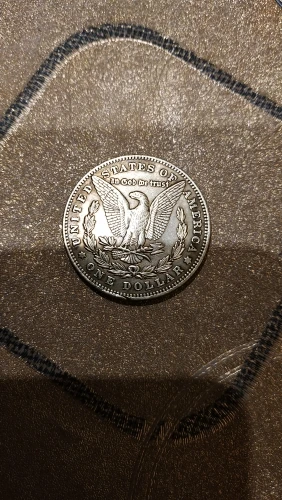 UNITED STATES OF AMERICA
In God We trust
ONE DOLLAR